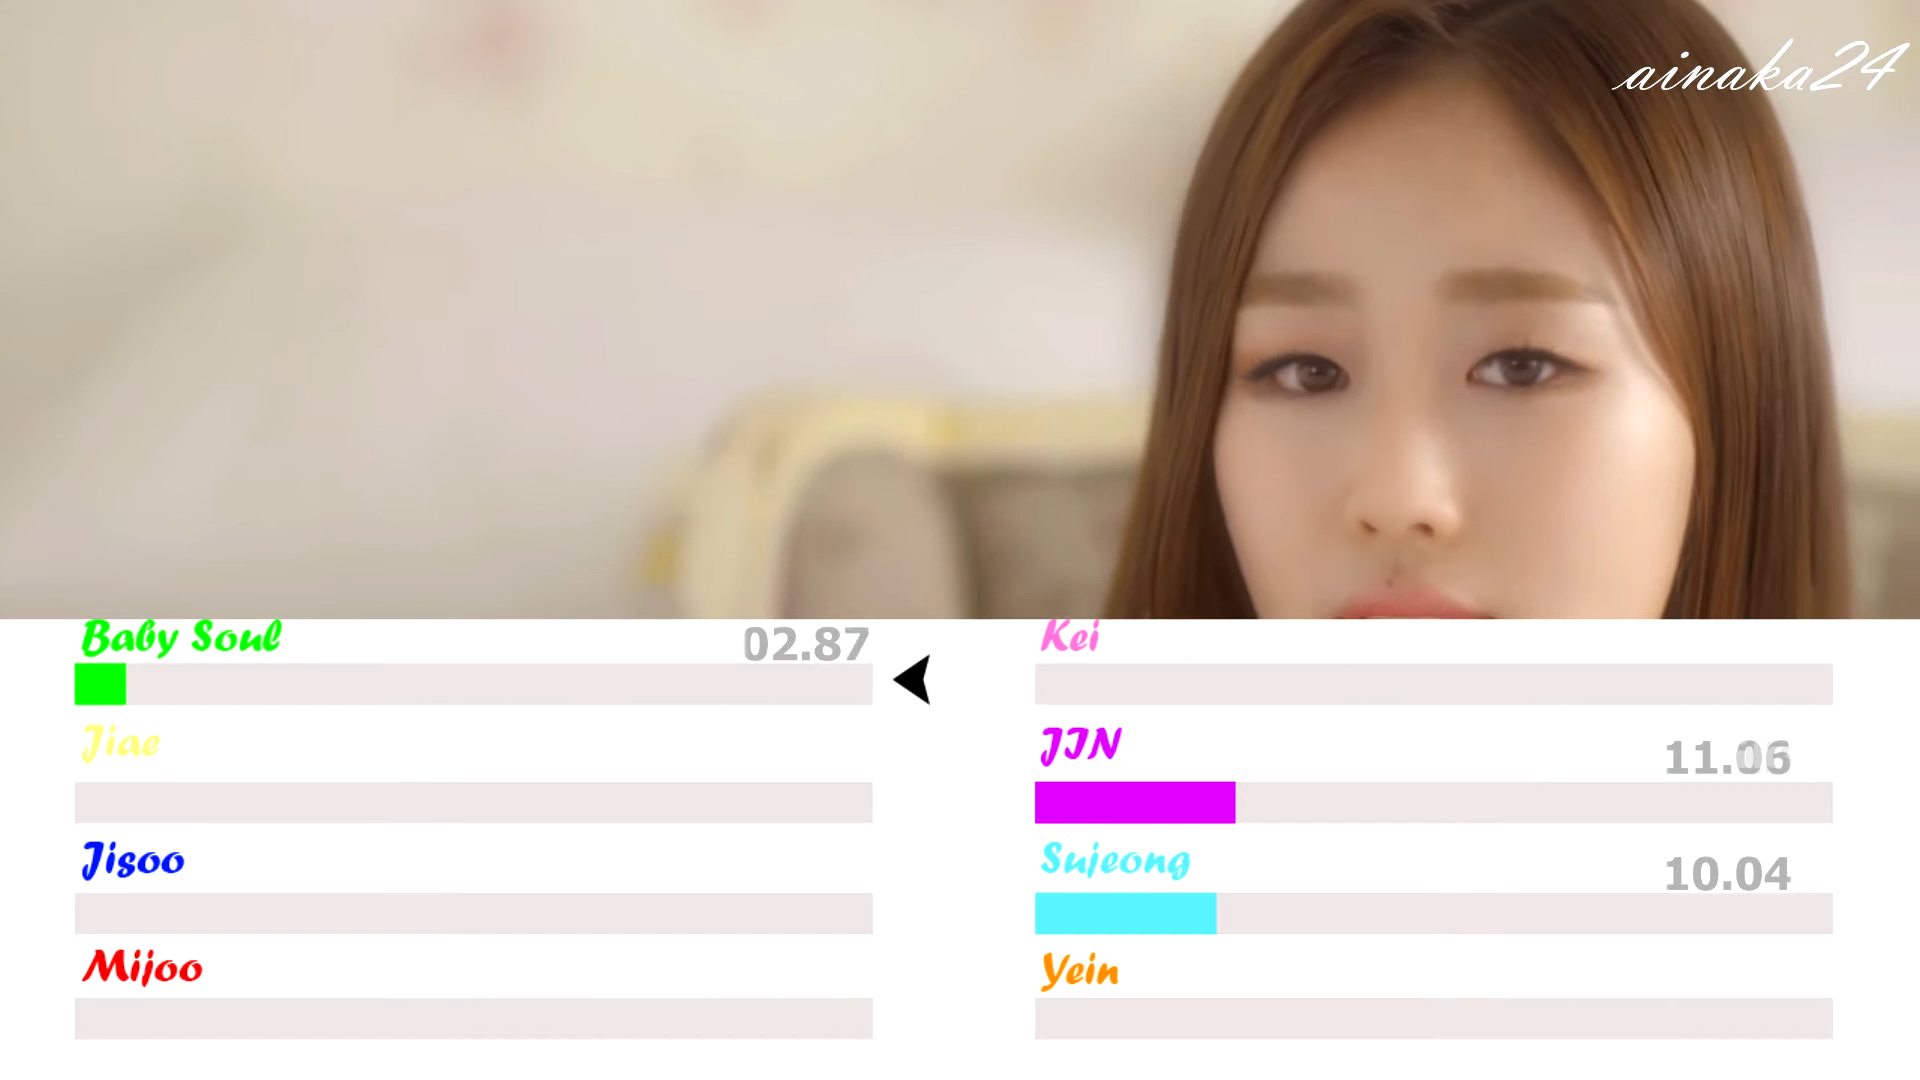 ainaka24
Baby Soul 02.87
Kei
Jiae
JIN 11.06
Jisoo
Sujeong 10.04
Mijoo
Yein